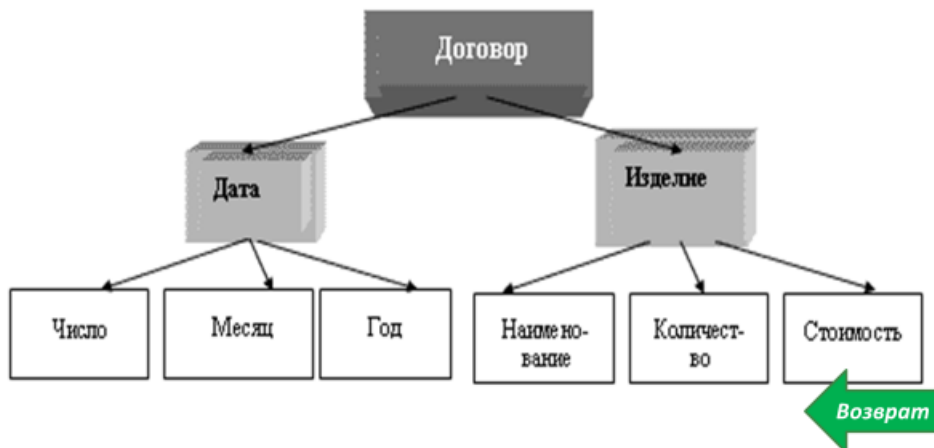 Договор
Дата
Изделие
Число
Месяц
Год
Наимено-
вание
Количест-
во
Стоимость
Возврат